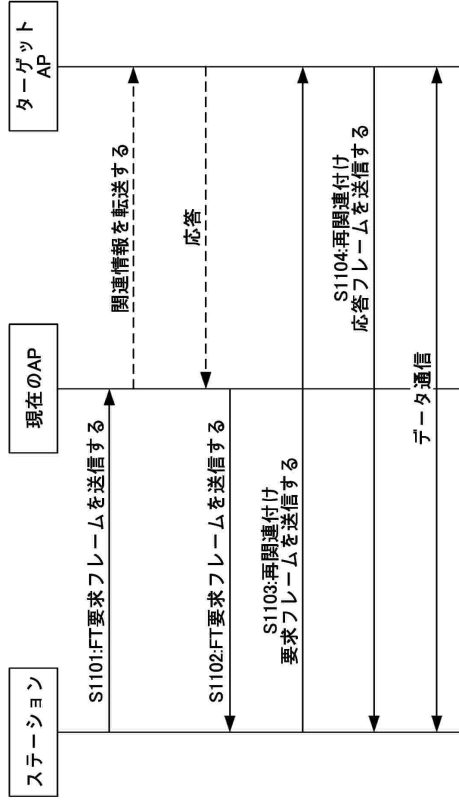 ステーション
現在のAP
ターゲット
AP
S1101:FT要求フレームを送信する
関連情報を転送する
応答
S1102:FT要求フレームを送信する
S1103:再関連付け
要求フレームを送信する
S1104:再関連付け
応答フレームを送信する
データ通信